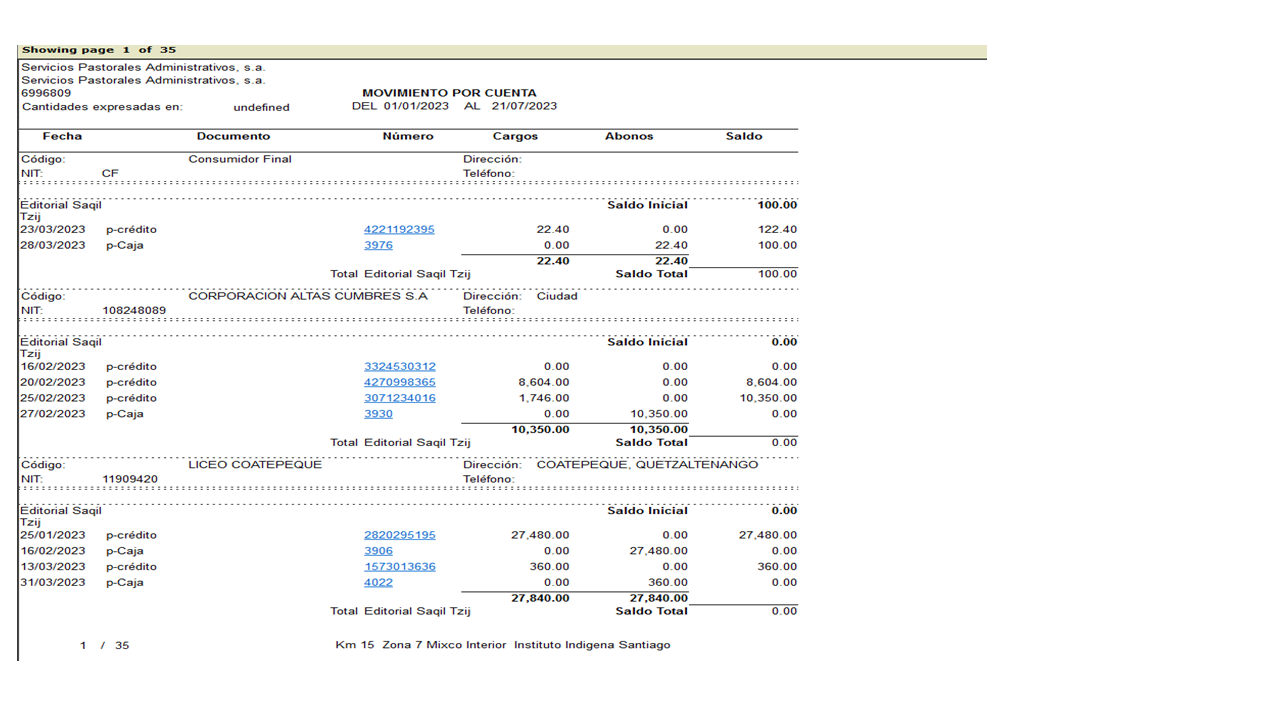 Showing page 1 of 35
Servicios Pastorales Administrativos, s.a.
Servicios Pastorales Administrativos, s.a.
6996809 MOVIMIENTO POR CUENTA
Cantidades expresadas en: undefined DEL 01/01/2023 AL 21/07/2023
Fecha Documento Número Cargos Abonos Saldo
Código: Consumidor Final Dirección:
NIT: CF Teléfono:
Editorial Saqil Saldo Inicial 100.00
Tzij
23/03/2023 p-crédito 4221192395 22.40 0.00 122.40
28/03/2023 p-Caja 3976 0.00 22.40 100.00
22.40 22.40
Total Editorial Saqil Tzij Saldo Total 100.00
Código: CORPORACION ALTAS CUMBRES S.A Dirección: Ciudad
NIT: 108248089 Teléfono:
Editorial Saqil Saldo Inicial 0.00
Tzij
16/02/2023 p-crédito 3324530312 0.00 0.00 0.00
20/02/2023 p-crédito 4270998365 8,604.00 0.00 8,604.00
25/02/2023 p-crédito 3071234016 1,746.00 0.00 10,350.00
27/02/2023 p-Caja 3930 0.00 10,350.00 0.00
10,350.00 10,350.00
Total Editorial Saqil Tzij Saldo Total 0.00
Código: LICEO COATEPEQUE Dirección: COATEPEQUE, QUETZALTENANGO
NIT: 11909420 Teléfono:
Editorial Saqil Saldo Inicial 0.00
Tzij
25/01/2023 p-crédito 2820295195 27,480.00 0.00 27,480.00
16/02/2023 p-Caja 3906 0.00 27,480.00 0.00
13/03/2023 p-crédito 1573013636 360.00 0.00 360.00
31/03/2023 p-Caja 4022 0.00 360.00 0.00
27,840.00 27,840.00
Total Editorial Saqil Tzij Saldo Total 0.00
1 / 35 Km 15 Zona 7 Mixco Interior Instituto Indigena Santiago